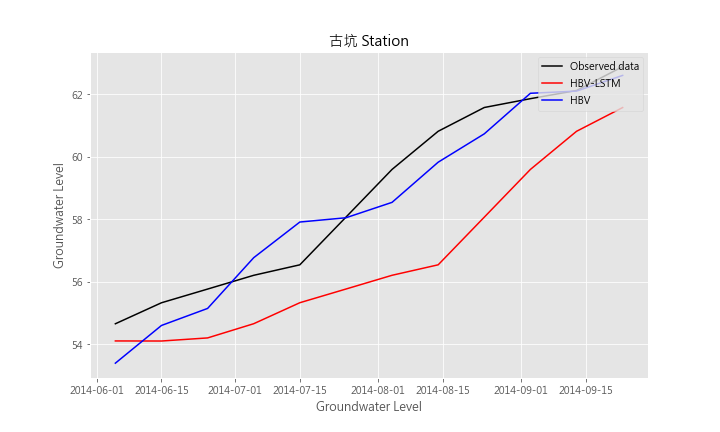 古坑 Station
Observed data
HBV-LSTM
HBV
Groundwater Level
62
60
58
56
54
2014-06-01 2014-06-15 2014-07-01 2014-07-15 2014-08-01 2014-08-15 2014-09-01 2014-09-15
Groundwater Level